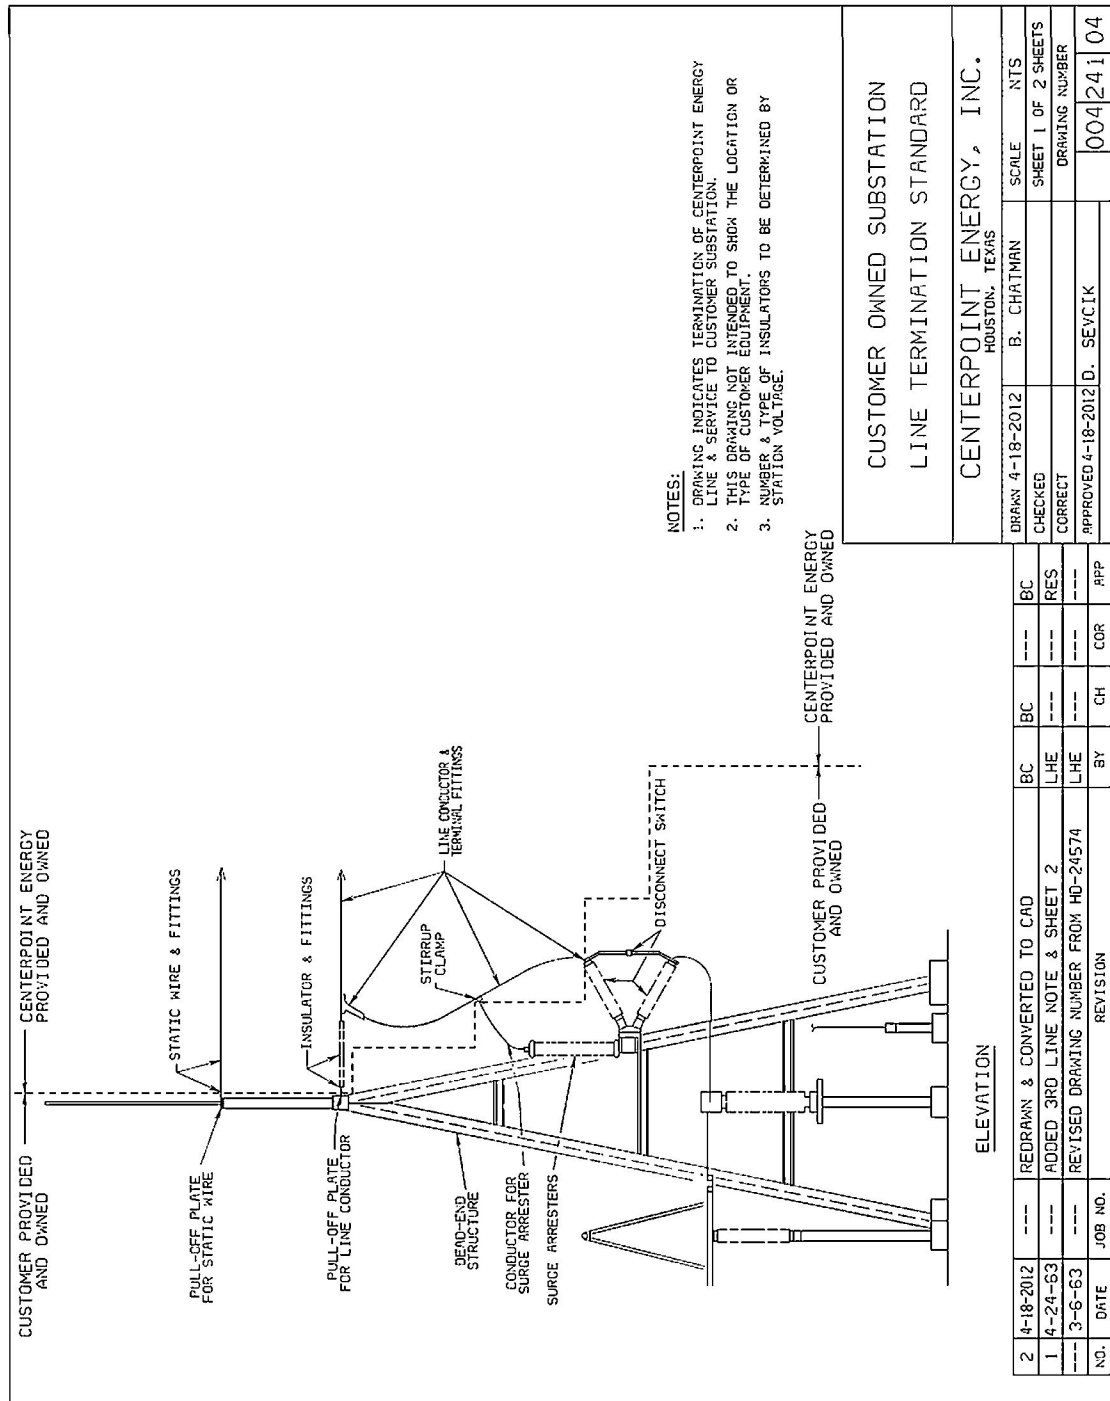 CUSTOMER PROVIDED
AND OWNED
CENTERPOINT ENERGY
PROVIDED AND OWNED
PULL-OFF PLATE
FOR STATIC WIRE
STATIC WIRE & FITTINGS
PULL-OFF PLATE
FOR LINE CONDUCTOR
INSULATOR & FITTINGS
DEAD-END
STRUCTURE
STIRRUP
CLAMP
LINE CONDUCTOR &
TERMINAL FITTINGS
CONDUCTOR FOR
SURGE ARRESTER
SURGE ARRESTERS
DISCONNECT SWITCH
CUSTOMER PROVIDED
AND OWNED
CENTERPOINT ENERGY
PROVIDED AND OWNED
ELEVATION
NOTES:
1. DRAWING INDICATES TERMINATION OF CENTERPOINT ENERGY
LINE & SERVICE TO CUSTOMER SUBSTATION.
2. THIS DRAWING NOT INTENDED TO SHOW THE LOCATION OR
TYPE OF CUSTOMER EQUIPMENT.
3. NUMBER & TYPE OF INSULATORS TO BE DETERMINED BY
STATION VOLTAGE.
CUSTOMER OWNED SUBSTATION
LINE TERMINATION STANDARD
CENTERPOINT ENERGY, INC.
HOUSTON, TEXAS
DRAWN 4-18-2012 B. CHATMAN SCALE NTS
CHECKED SHEET 1 OF 2 SHEETS
CORRECT DRAWING NUMBER
APPROVED 4-18-2012 D. SEVCIK 004 241 04
2 4-18-2012 --- REDRAWN & CONVERTED TO CAD BC BC --- BC
1 4-24-63 --- ADDED 3RD LINE NOTE & SHEET 2 LHE --- --- RES
--- 3-6-63 --- REVISED DRAWING NUMBER FROM HD-24574 LHE --- --- ---
NO. DATE JOB NO. REVISION BY CH COR APP